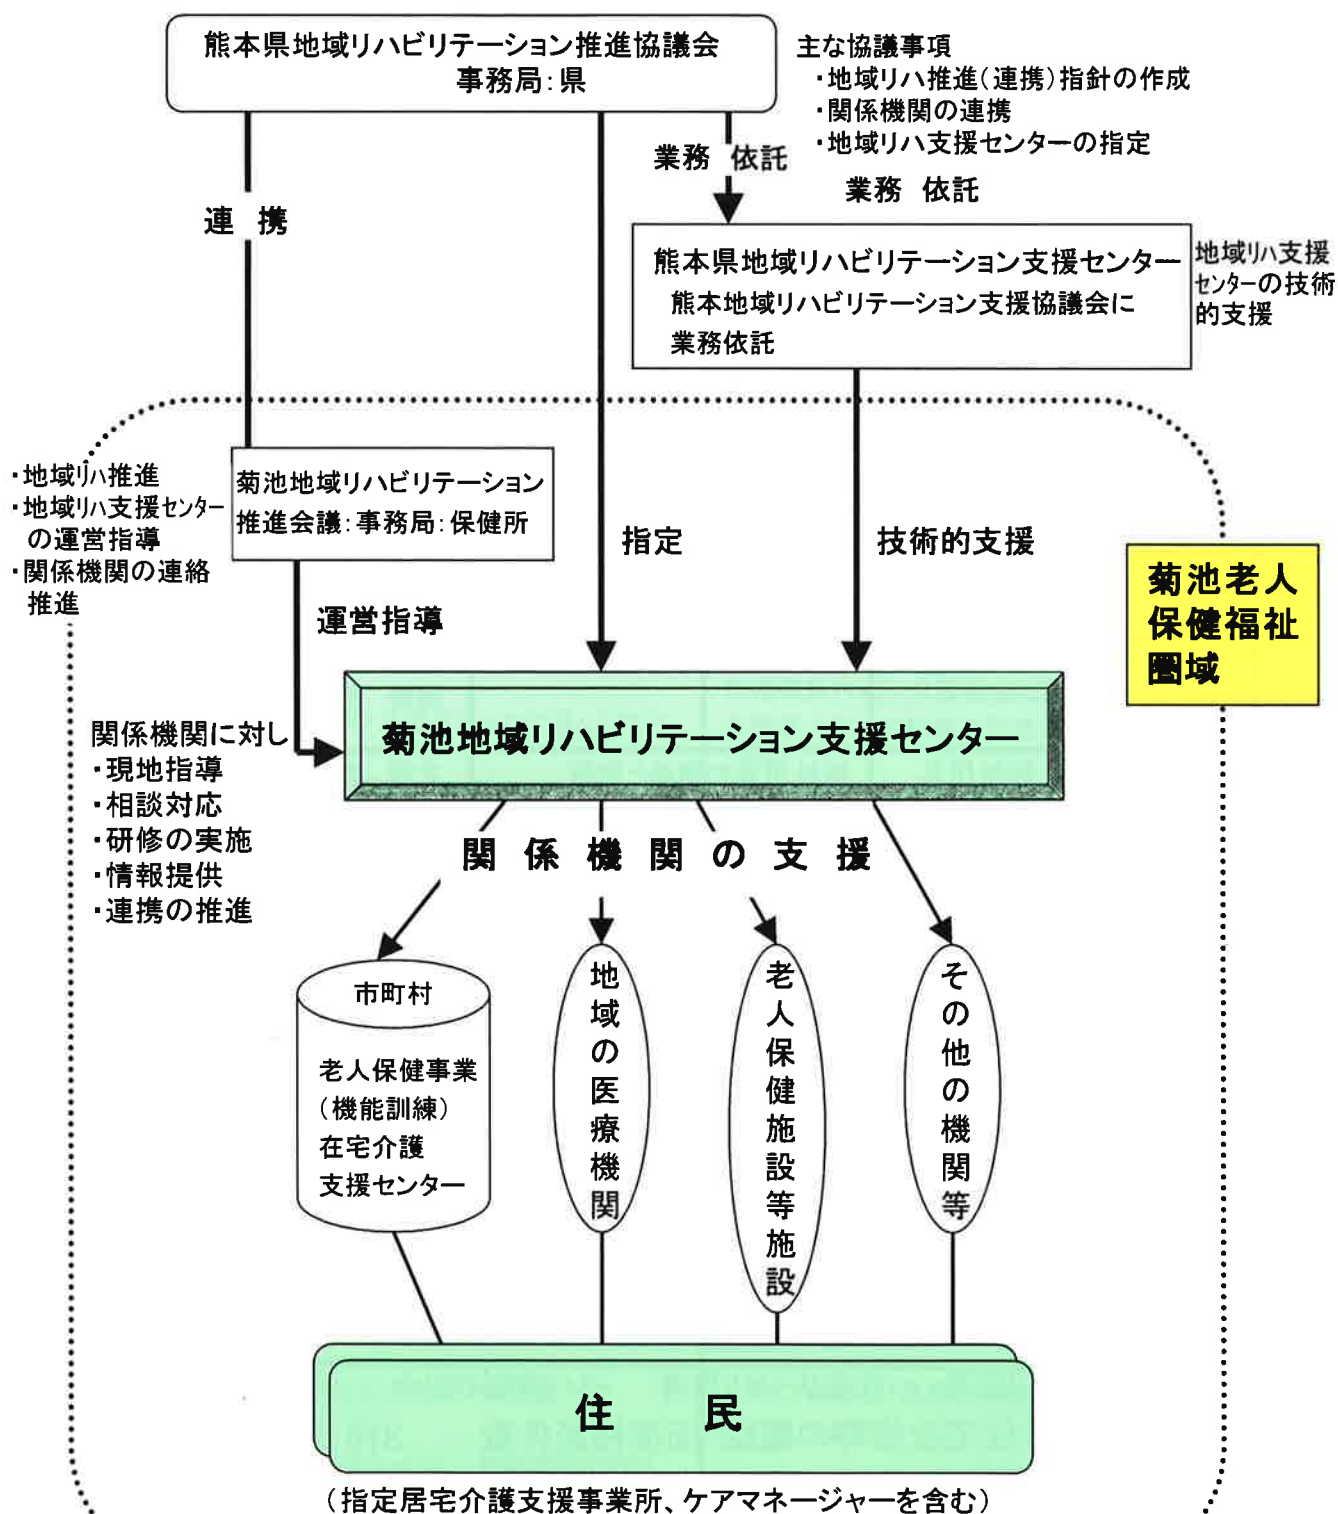 熊本県地域リハビリテーション推進協議会
事務局:県
主な協議事項
・地域リハ推進(連携)指針の作成
・関係機関の連携
・地域リハ支援センターの指定
業務 依託
業務 依託
連 携
熊本県地域リハビリテーション支援センター
熊本地域リハビリテーション支援協議会に
業務依託
地域リハ支援
センターの技術
的支援
・地域リハ推進
・地域リハ支援センター
の運営指導
・関係機関の連絡
推進
菊池地域リハビリテーション
推進会議:事務局:保健所
指定
技術的支援
菊池老人
保健福祉
圏域
運営指導
菊池地域リハビリテーション支援センター
関係機関に対し
・現地指導
・相談対応
・研修の実施
・情報提供
・連携の推進
関係機関の支援
市町村
老人保健事業
(機能訓練)
在宅介護
支援センター
地域の医療機関
老人保健施設等施設
その他の機関等
住 民
(指定居宅介護支援事業所、ケアマネージャーを含む)